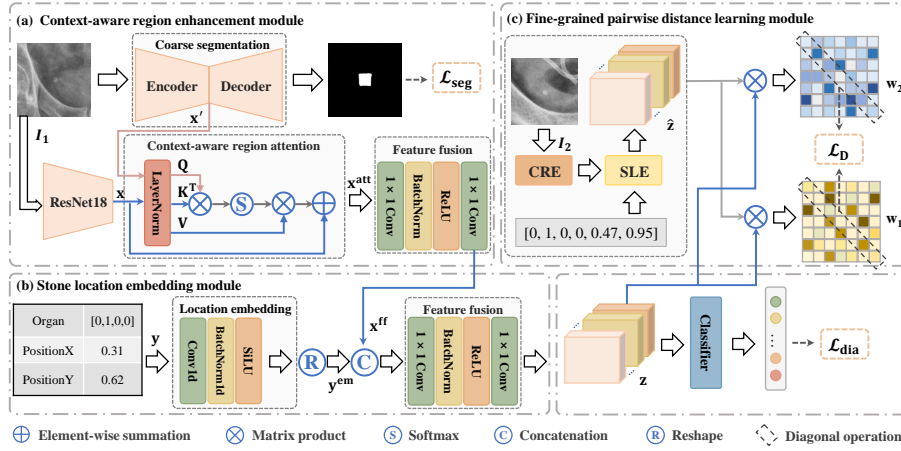 (a) Context-aware region enhancement module
Coarse segmentation
Encoder
Decoder
ℒseg
x′
I₁
Context-aware region attention
ResNet18
x
LayerNorm
Q
Kᵀ
V
S
xᵃᵗᵗ
Feature fusion
1 × 1 Conv
BatchNorm
ReLU
1 × 1 Conv
(b) Stone location embedding module
Organ [0,1,0,0]
PositionX 0.31
PositionY 0.62
y
Location embedding
Conv1d
BatchNorm1d
SiLU
R
yᵉᵐ
C
xᶠᶠ
Feature fusion
1 × 1 Conv
BatchNorm
ReLU
1 × 1 Conv
(c) Fine-grained pairwise distance learning module
I₂
CRE
SLE
ẑ
[0, 1, 0, 0, 0.47, 0.95]
w₂
ℒD
w₁
z
Classifier
ℒdia
Element-wise summation
Matrix product
S Softmax
C Concatenation
R Reshape
Diagonal operation